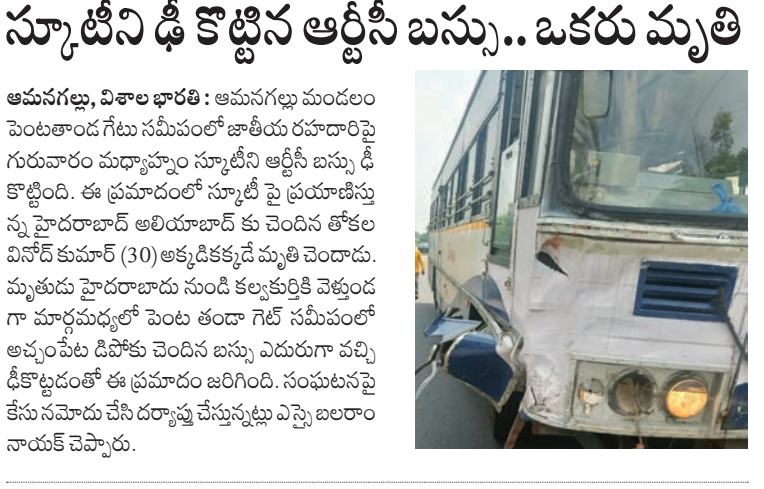 స్కూటీని ఢీ కొట్టిన ఆర్టీసీ బస్సు.. ఒకరు మృతి
ఆమనగల్లు, విశాల భారతి : ఆమనగల్లు మండలం
పెంటతాండ గేటు సమీపంలో జాతీయ రహదారిపై
గురువారం మధ్యాహ్నం స్కూటీని ఆర్టీసీ బస్సు ఢీ
కొట్టింది. ఈ ప్రమాదంలో స్కూటీ పై ప్రయాణిస్తు
న్న హైదరాబాద్ అలియాబాద్ కు చెందిన తోకల
వినోద్ కుమార్ (30) అక్కడికక్కడే మృతి చెందాడు.
మృతుడు హైదరాబాదు నుండి కల్వకుర్తికి వెళ్తుండ
గా మార్గమధ్యలో పెంట తండా గెట్ సమీపంలో
అచ్చంపేట డిపోకు చెందిన బస్సు ఎదురుగా వచ్చి
ఢీకొట్టడంతో ఈ ప్రమాదం జరిగింది. సంఘటనపై
కేసు నమోదు చేసి దర్యాప్తు చేస్తున్నట్లు ఎస్సై బలరాం
నాయక్ చెప్పారు.